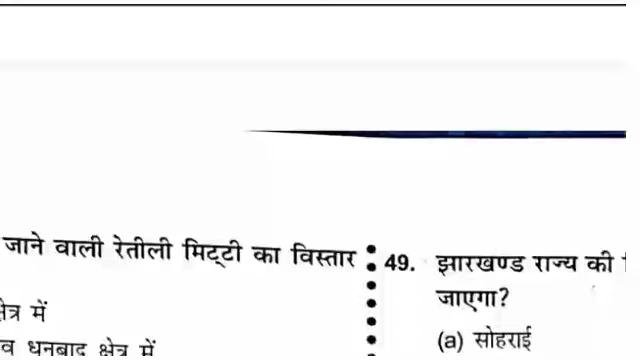 जाने वाली रेतीली मिट्टी का विस्तार
क्षेत्र में
व धनबाद क्षेत्र में
49. झारखण्ड राज्य की
जाएगा?
(a) सोहराई